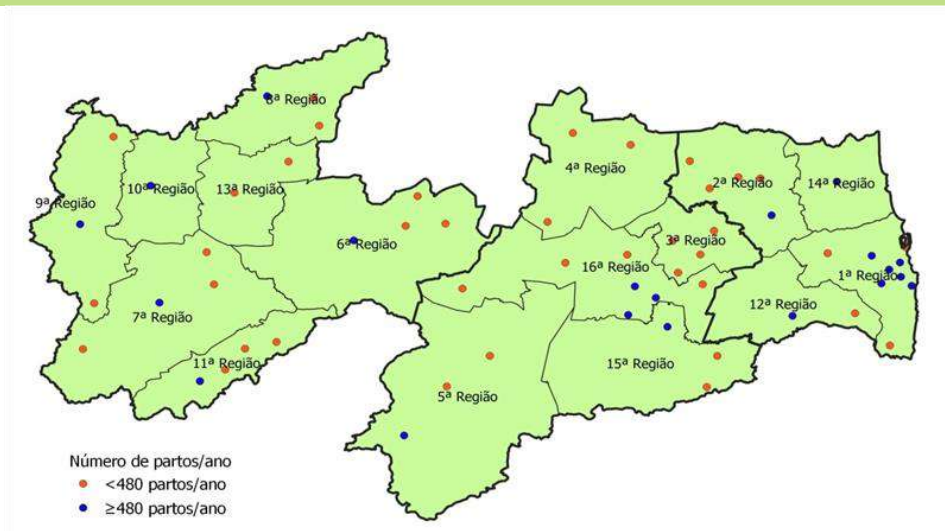 8ª Região
4ª Região
2ª Região
14ª Região
10ª Região
13ª Região
9ª Região
6ª Região
3ª Região
16ª Região
1ª Região
7ª Região
12ª Região
11ª Região
15ª Região
5ª Região
Número de partos/ano
<480 partos/ano
≥480 partos/ano